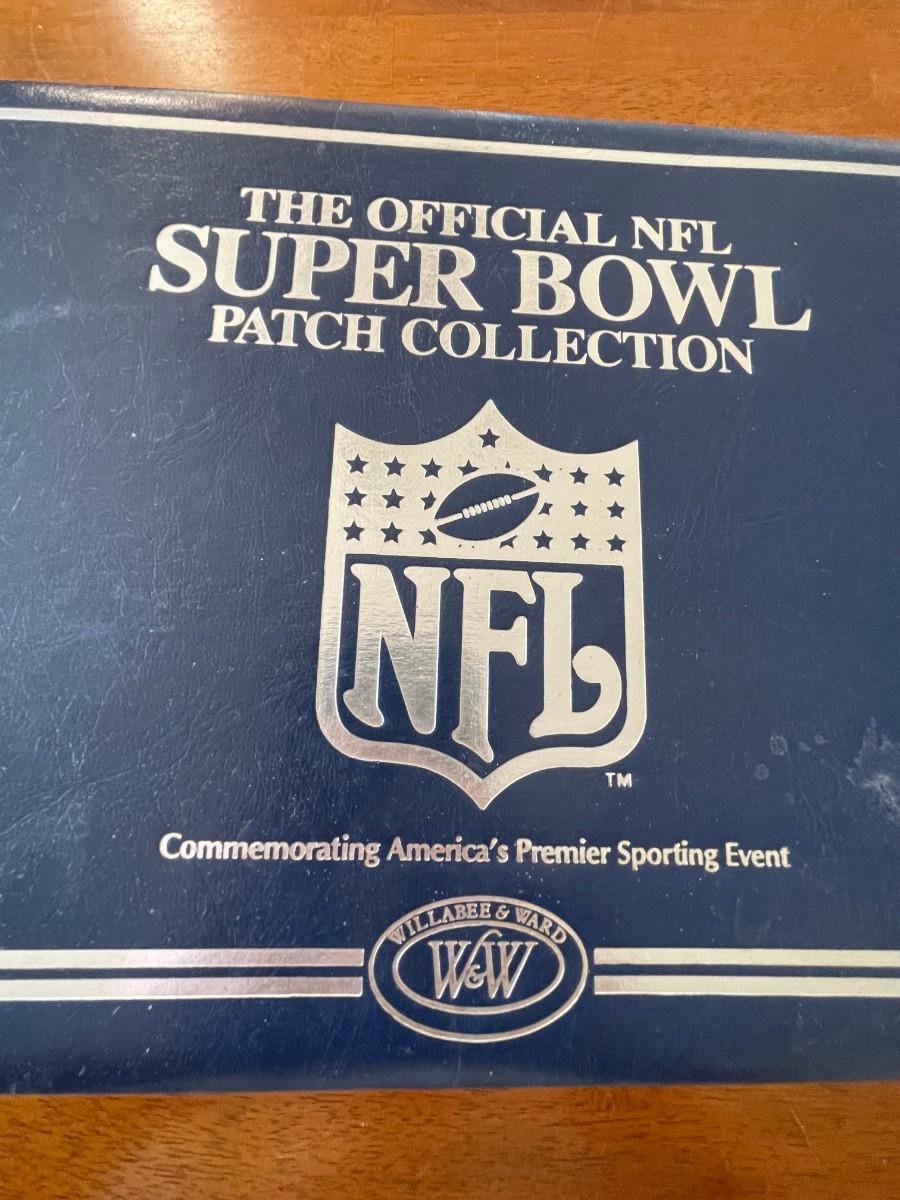 THE OFFICIAL NFL
SUPER BOWL
PATCH COLLECTION
NFL
TM
Commemorating America's Premier Sporting Event
WILLABEE & WARD
W&W